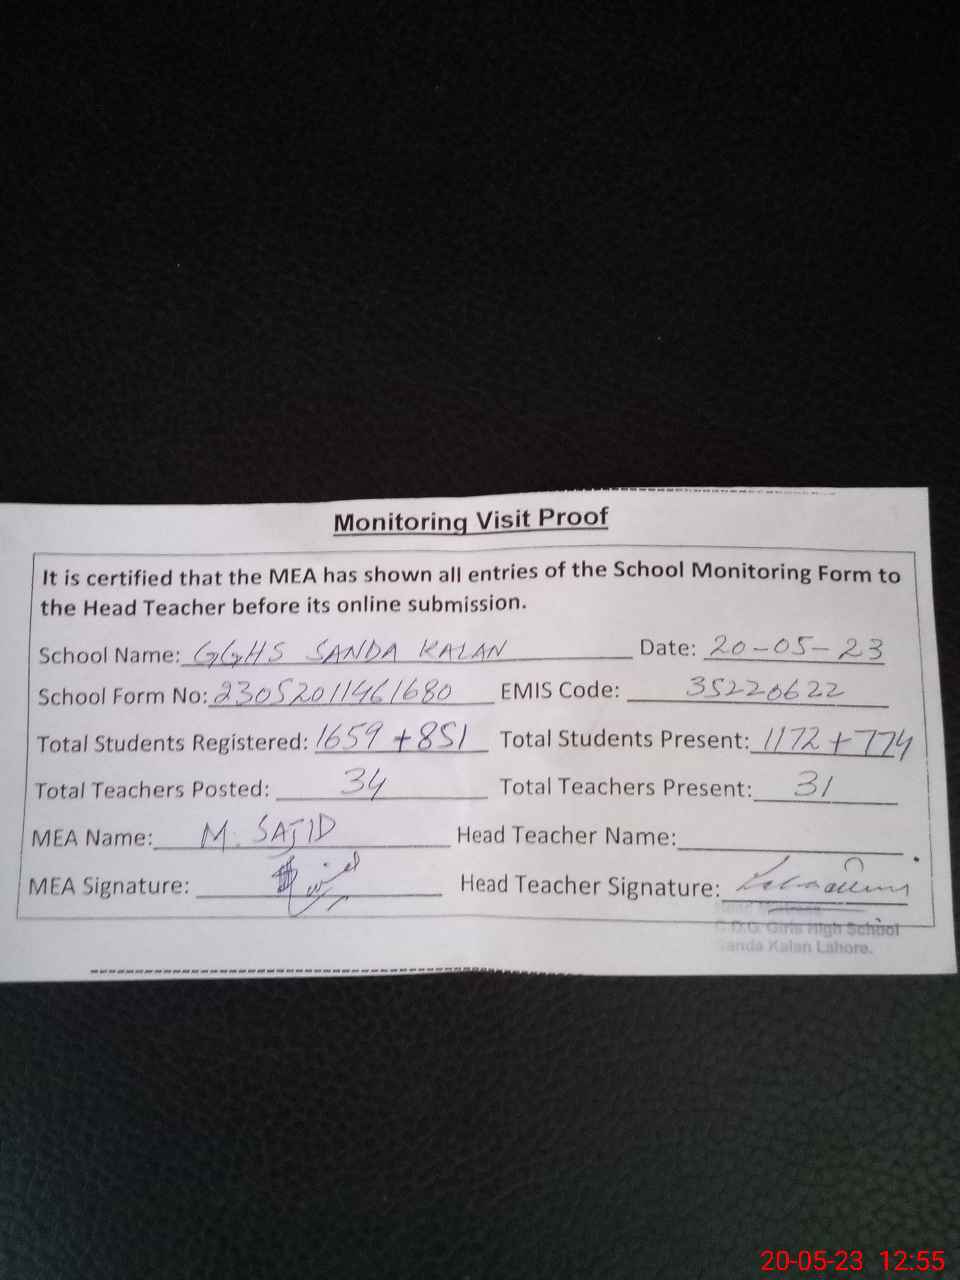 Monitoring Visit Proof
It is certified that the MEA has shown all entries of the School Monitoring Form to
the Head Teacher before its online submission.
School Name: GGHS SANDA KALAN Date: 20-05-23
School Form No: 23052011461680 EMIS Code: 35220622
Total Students Registered: 1659 + 851 Total Students Present: 1172 + 774
Total Teachers Posted: 34 Total Teachers Present: 31
MEA Name: M. SAJID Head Teacher Name:
MEA Signature: Head Teacher Signature:
G.D.G. Girls High School
Sanda Kalan Lahore.
20-05-23 12:55